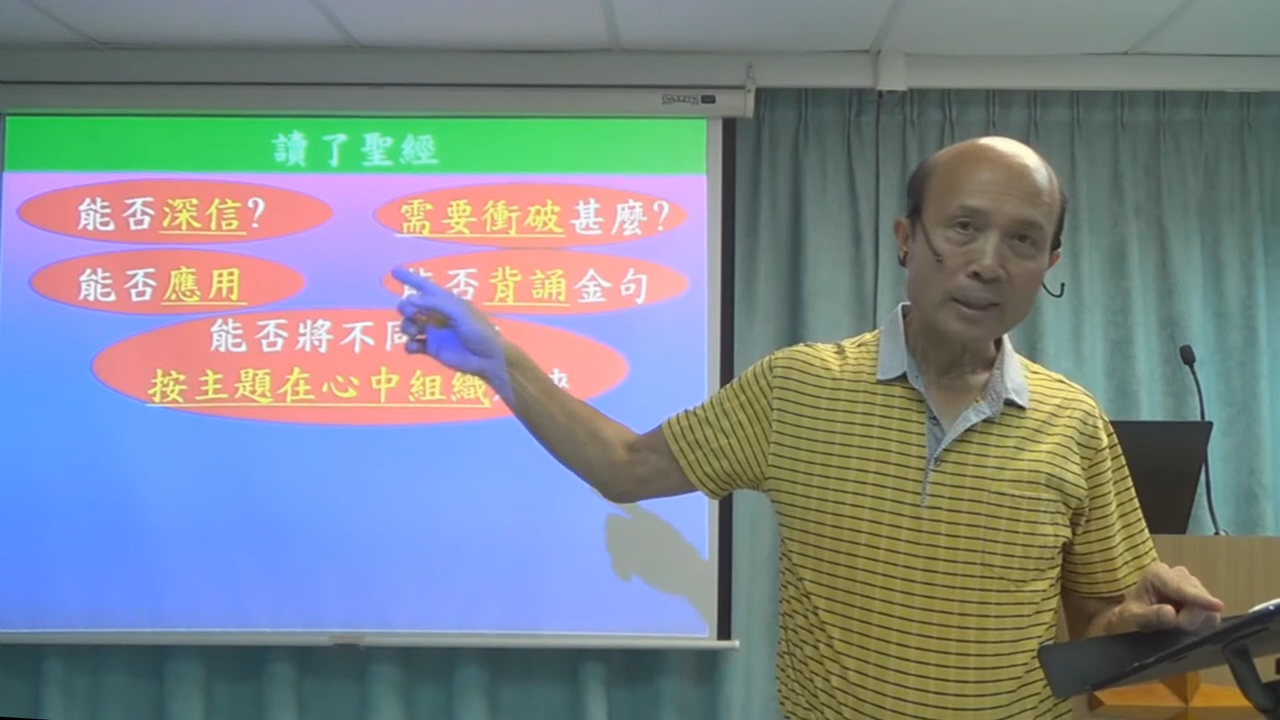 讀了聖經
能否深信?
需要衝破甚麼?
能否應用
能否背誦金句
能否將不同
按主題在心中組織